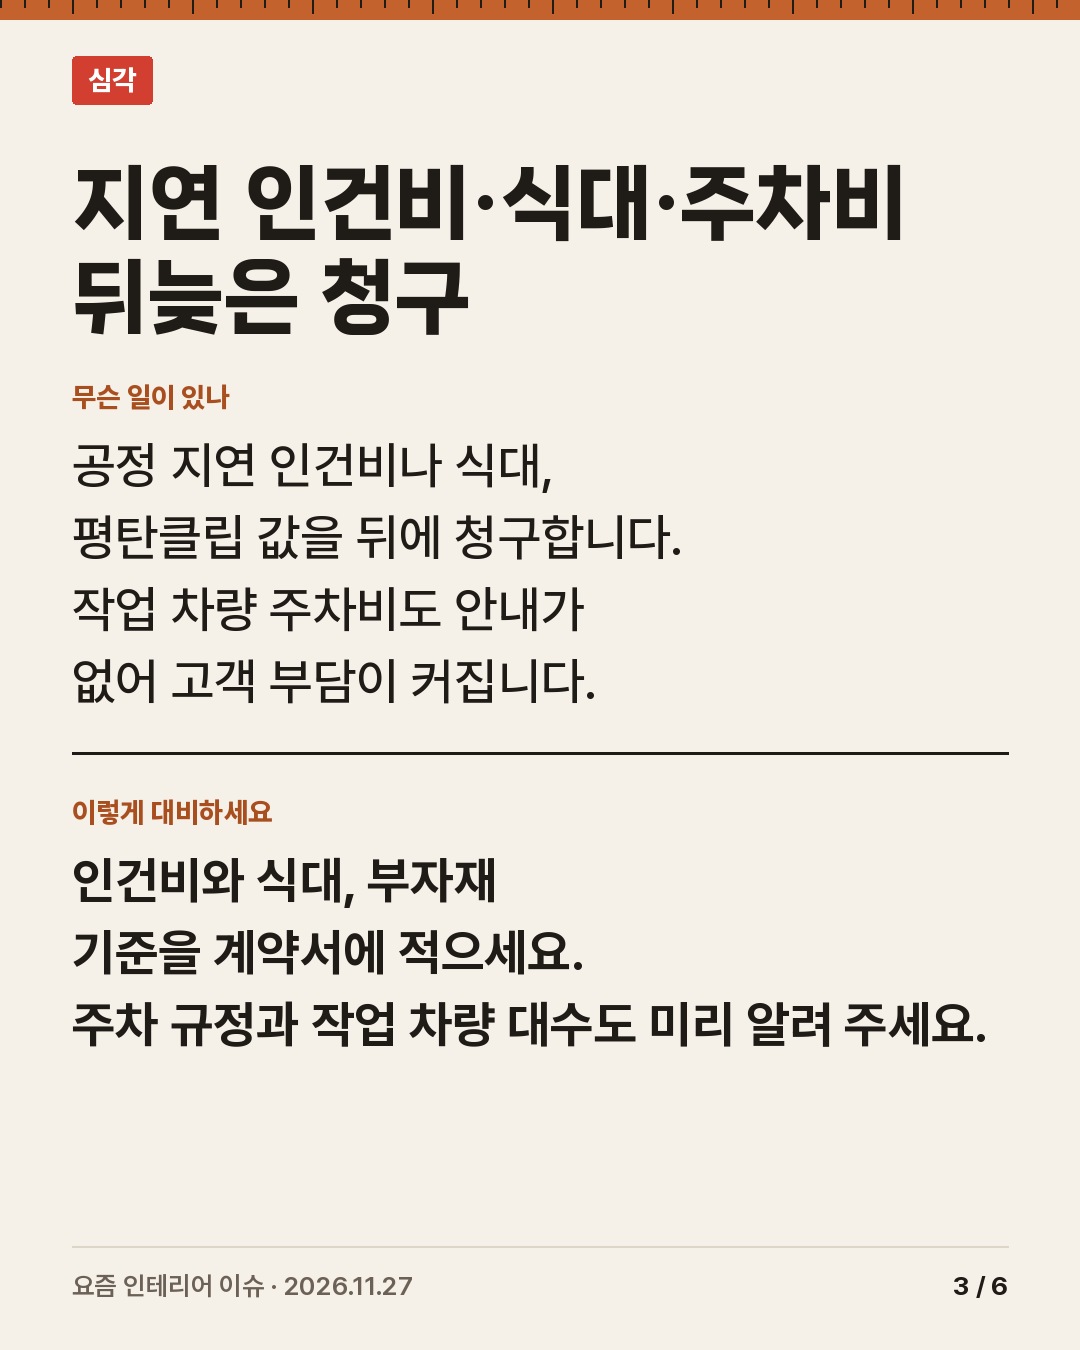 심각
지연 인건비·식대·주차비
뒤늦은 청구
무슨 일이 있나
공정 지연 인건비나 식대,
평탄클립 값을 뒤에 청구합니다.
작업 차량 주차비도 안내가
없어 고객 부담이 커집니다.
이렇게 대비하세요
인건비와 식대, 부자재
기준을 계약서에 적으세요.
주차 규정과 작업 차량 대수도 미리 알려 주세요.
요즘 인테리어 이슈 · 2026.11.27
3 / 6